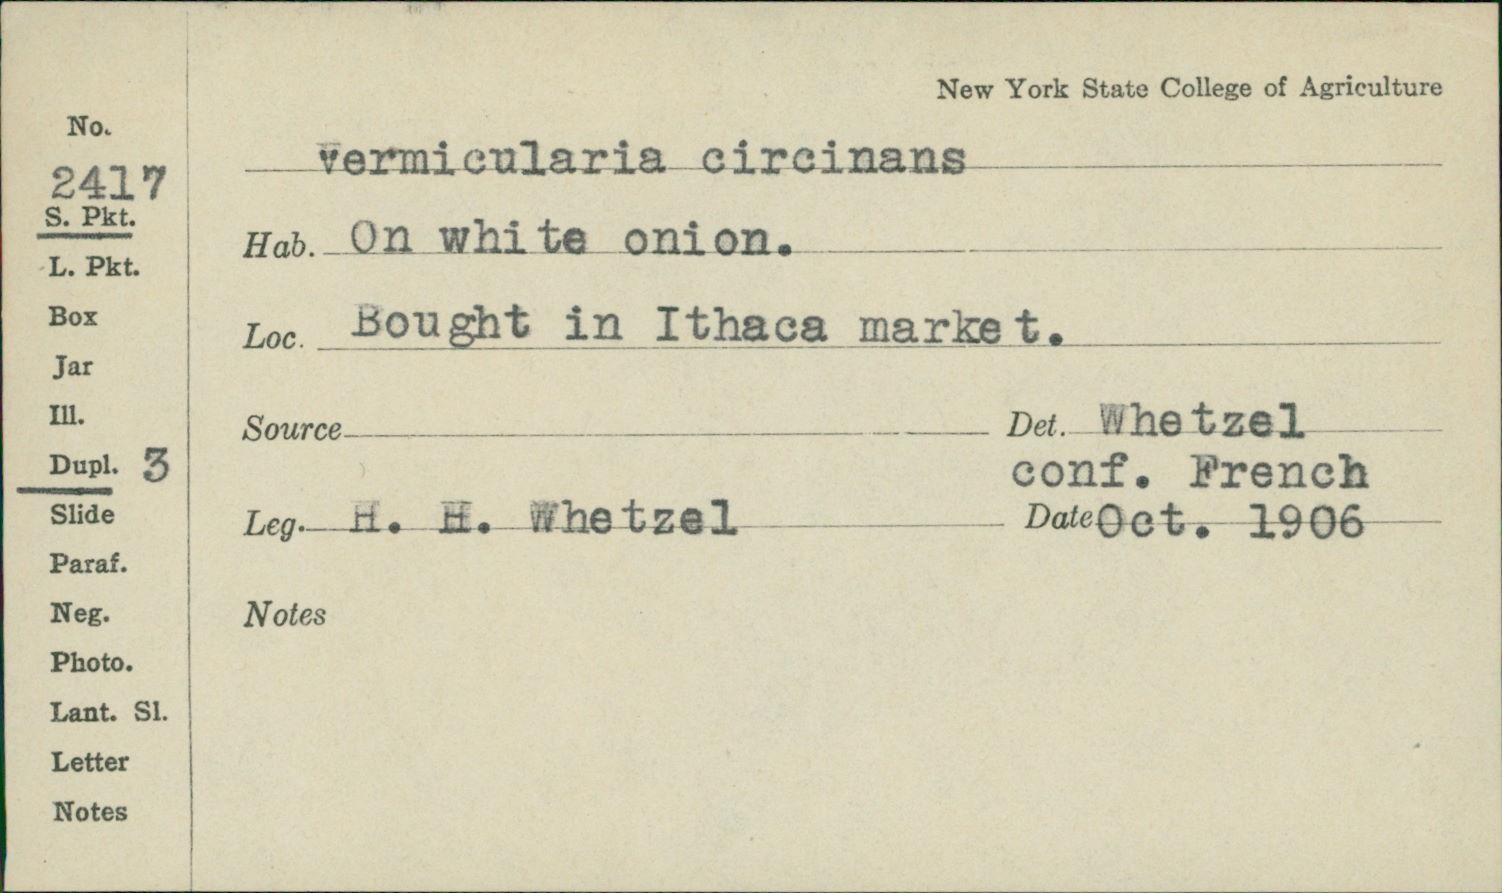 New York State College of Agriculture
No.
2417
S. Pkt.
L. Pkt.
Box
Jar
Ill.
Dupl. 3
Slide
Paraf.
Neg.
Photo.
Lant. Sl.
Letter
Notes
Vermicularia circinans
Hab. On white onion.
Loc. Bought in Ithaca market.
Source
Det. Whetzel
conf. French
Leg. H. H. Whetzel
Date Oct. 1906
Notes